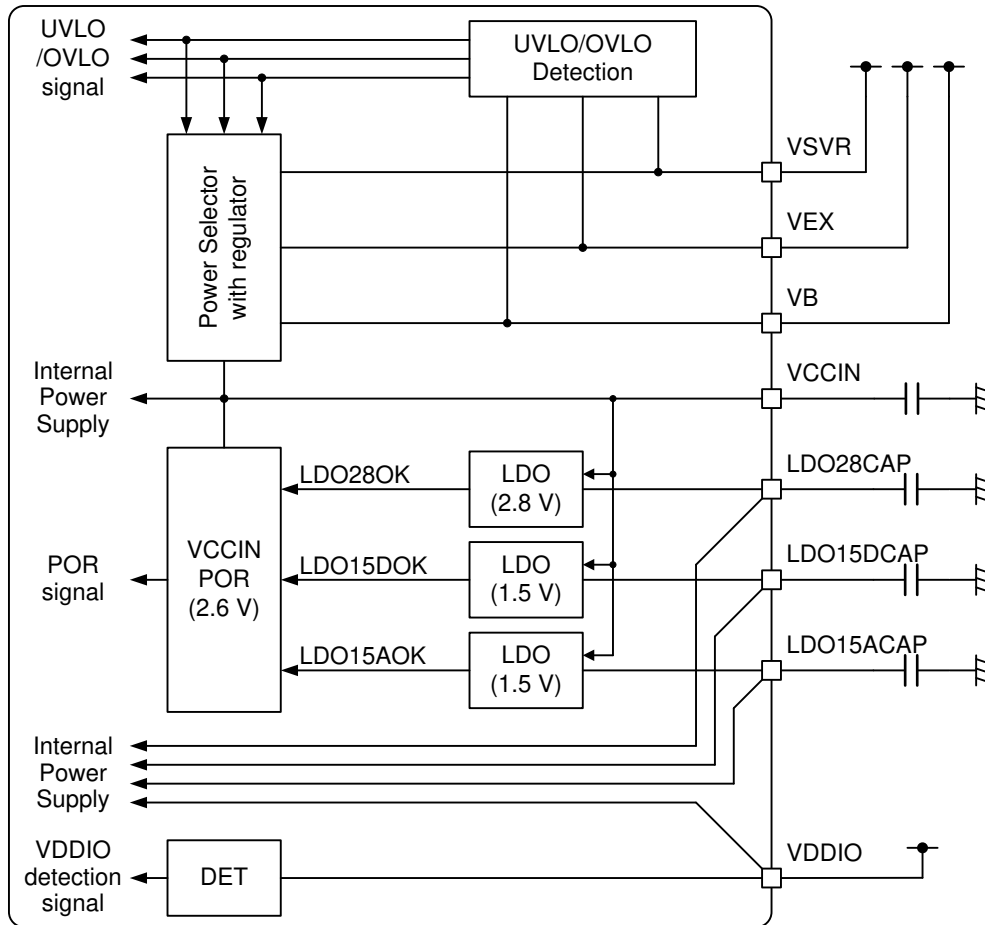 UVLO
/OVLO
signal
UVLO/OVLO
Detection
Power Selector
with regulator
VSVR
VEX
VB
VCCIN
Internal
Power
Supply
LDO28OK
LDO
(2.8 V)
LDO28CAP
VCCIN
POR
(2.6 V)
POR
signal
LDO15DOK
LDO
(1.5 V)
LDO15DCAP
LDO15AOK
LDO
(1.5 V)
LDO15ACAP
Internal
Power
Supply
VDDIO
detection
signal
DET
VDDIO